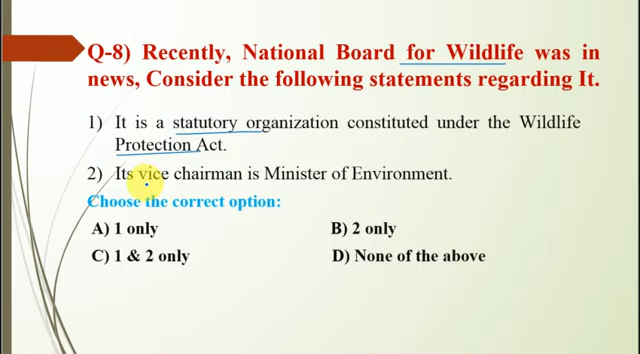 Q-8) Recently, National Board for Wildlife was in
news, Consider the following statements regarding It.
1) It is a statutory organization constituted under the Wildlife
Protection Act.
2) Its vice chairman is Minister of Environment.
Choose the correct option:
A) 1 only B) 2 only
C) 1 & 2 only D) None of the above